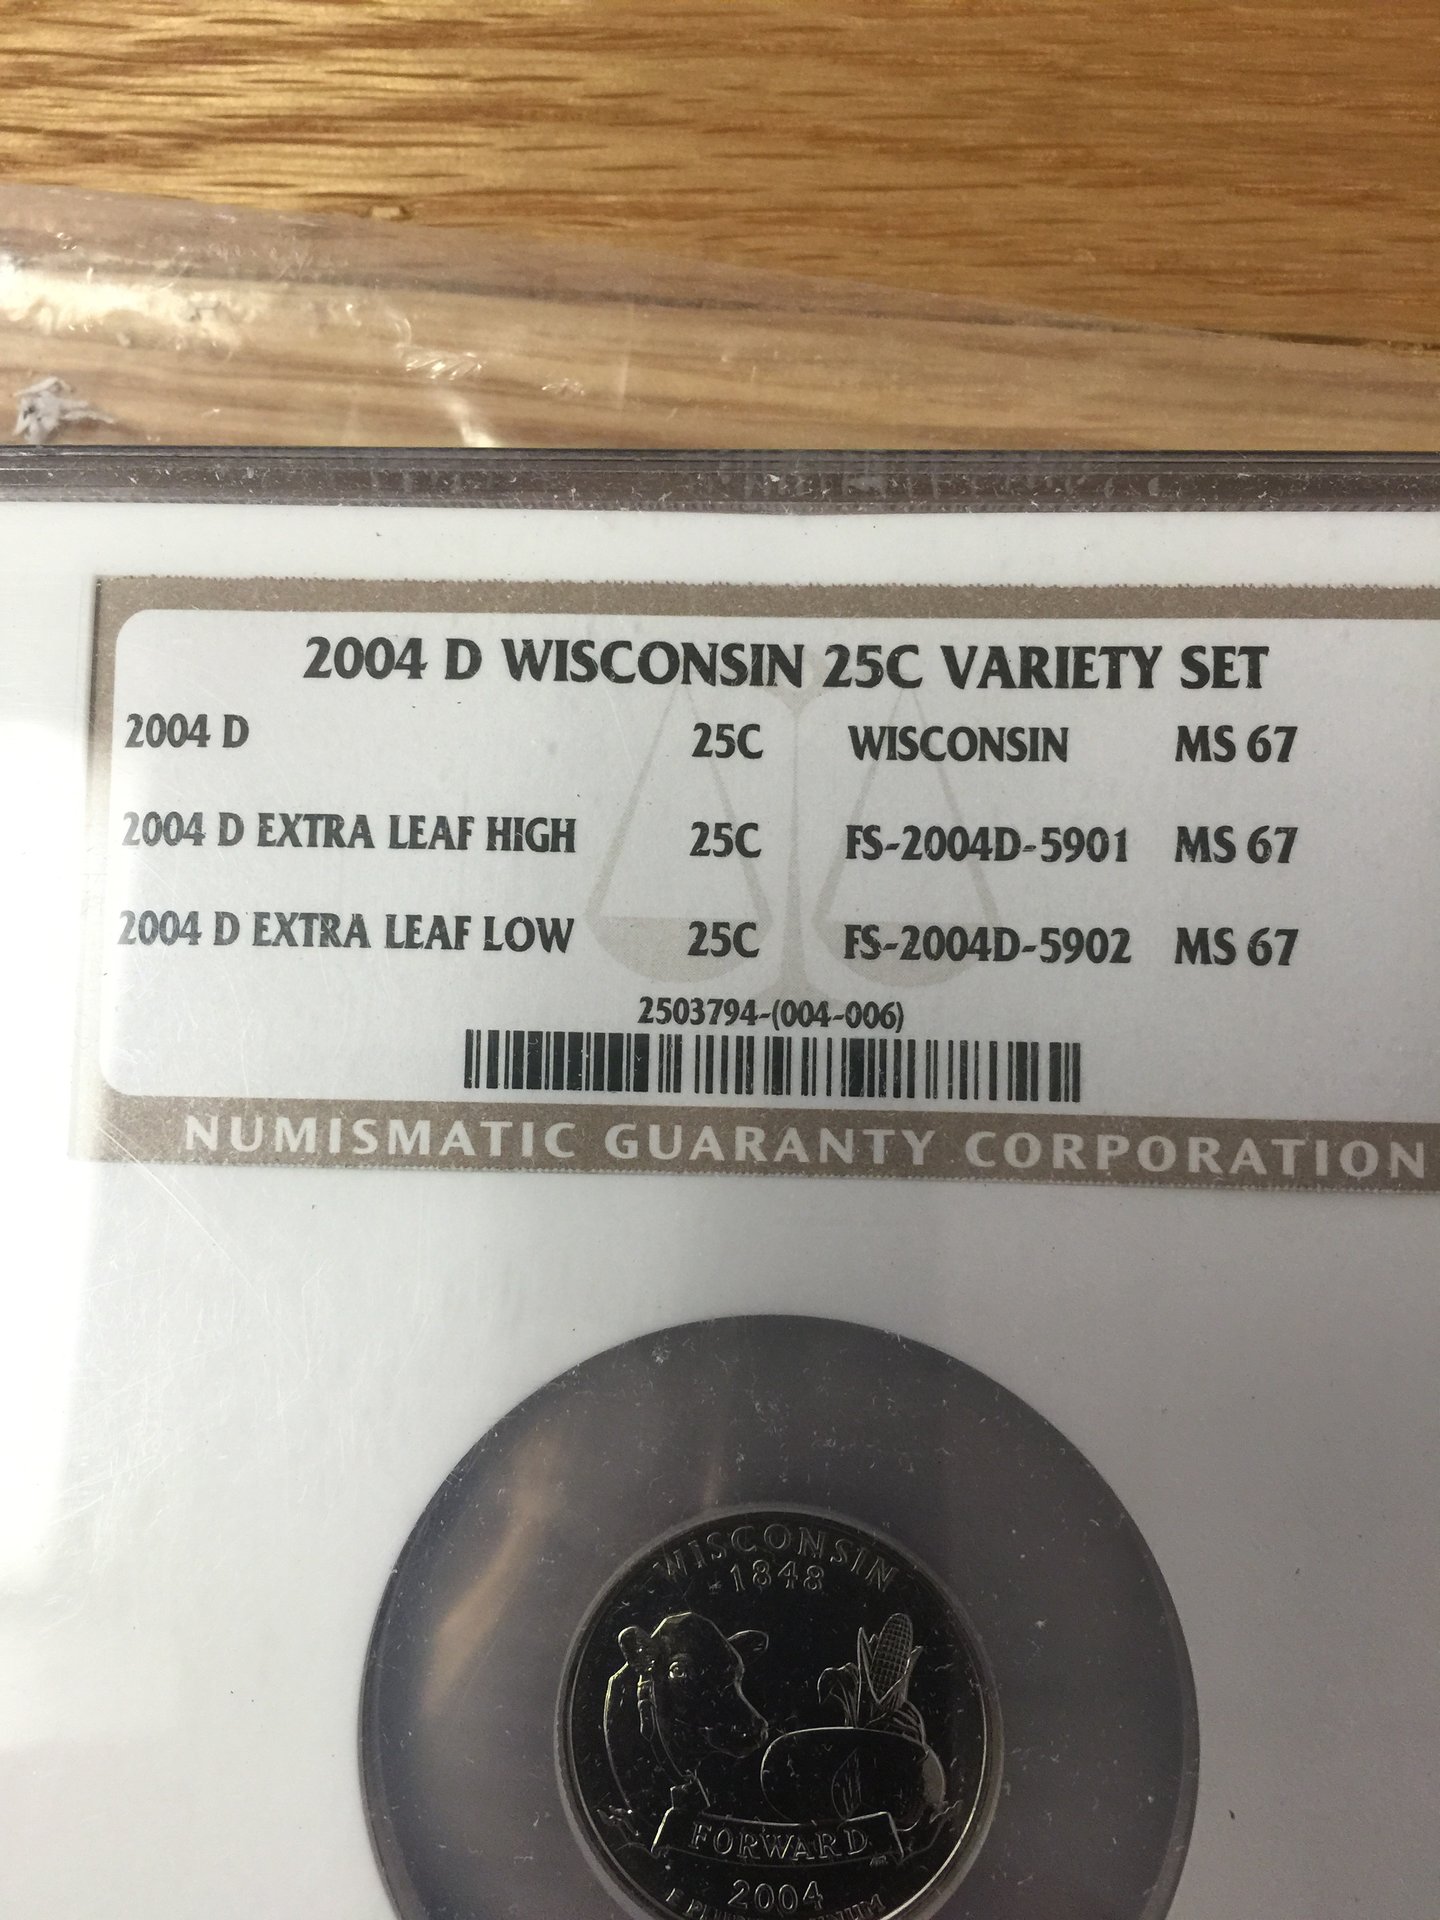 2004 D WISCONSIN 25C VARIETY SET
2004 D 25C WISCONSIN MS 67
2004 D EXTRA LEAF HIGH 25C FS-2004D-5901 MS 67
2004 D EXTRA LEAF LOW 25C FS-2004D-5902 MS 67
2503794-(004-006)
NUMISMATIC GUARANTY CORPORATION
WISCONSIN
1848
FORWARD
2004
E PLURIBUS UNUM